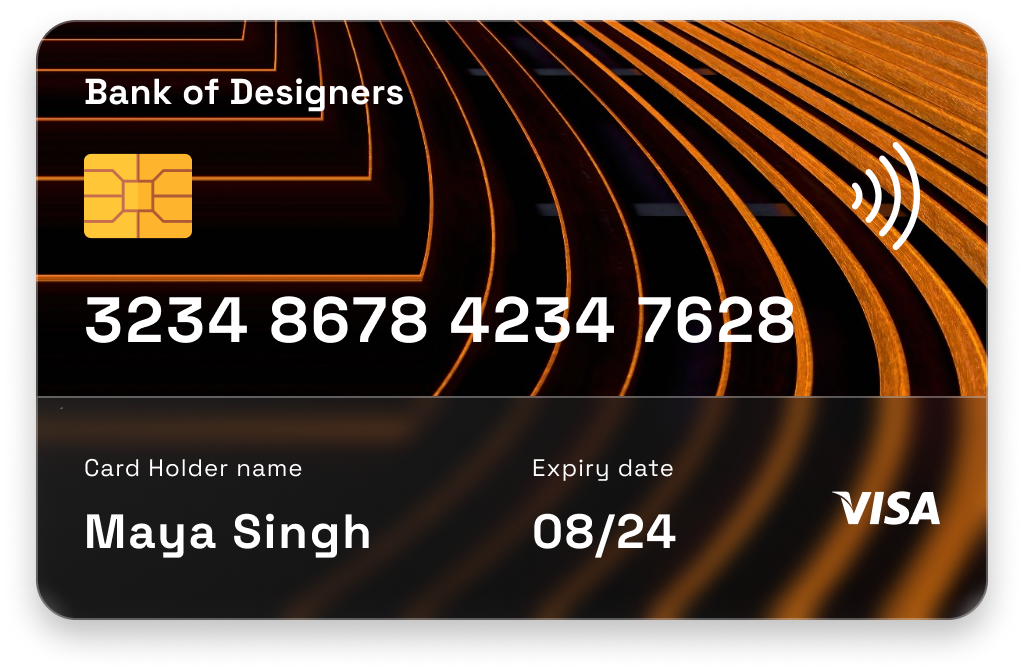 Bank of Designers
3234 8678 4234 7628
Card Holder name
Expiry date
Maya Singh
08/24
VISA